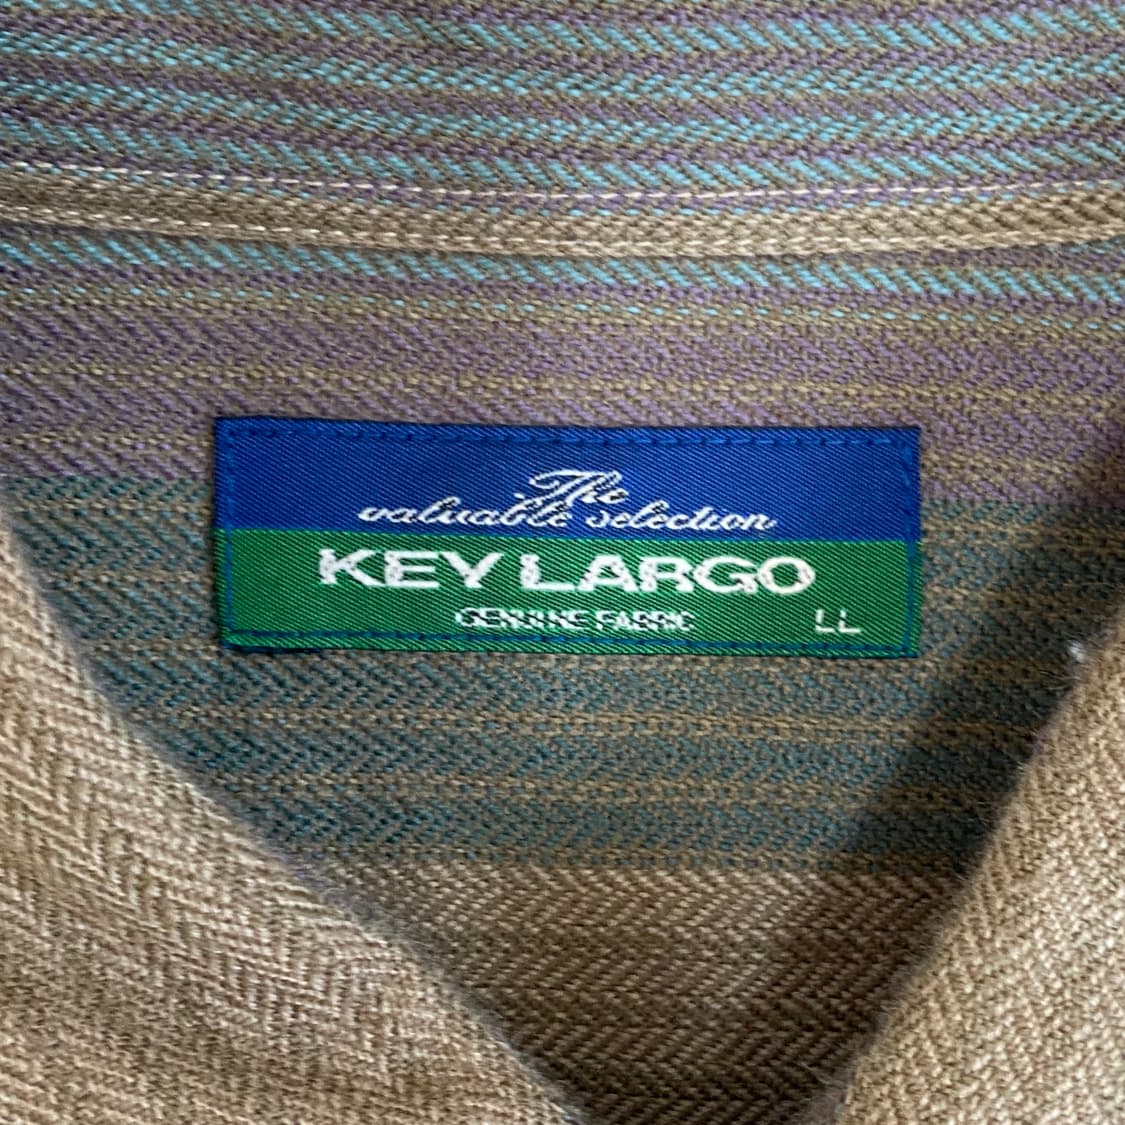 The
valuable selection
KEY LARGO
GENUINE FABRIC LL